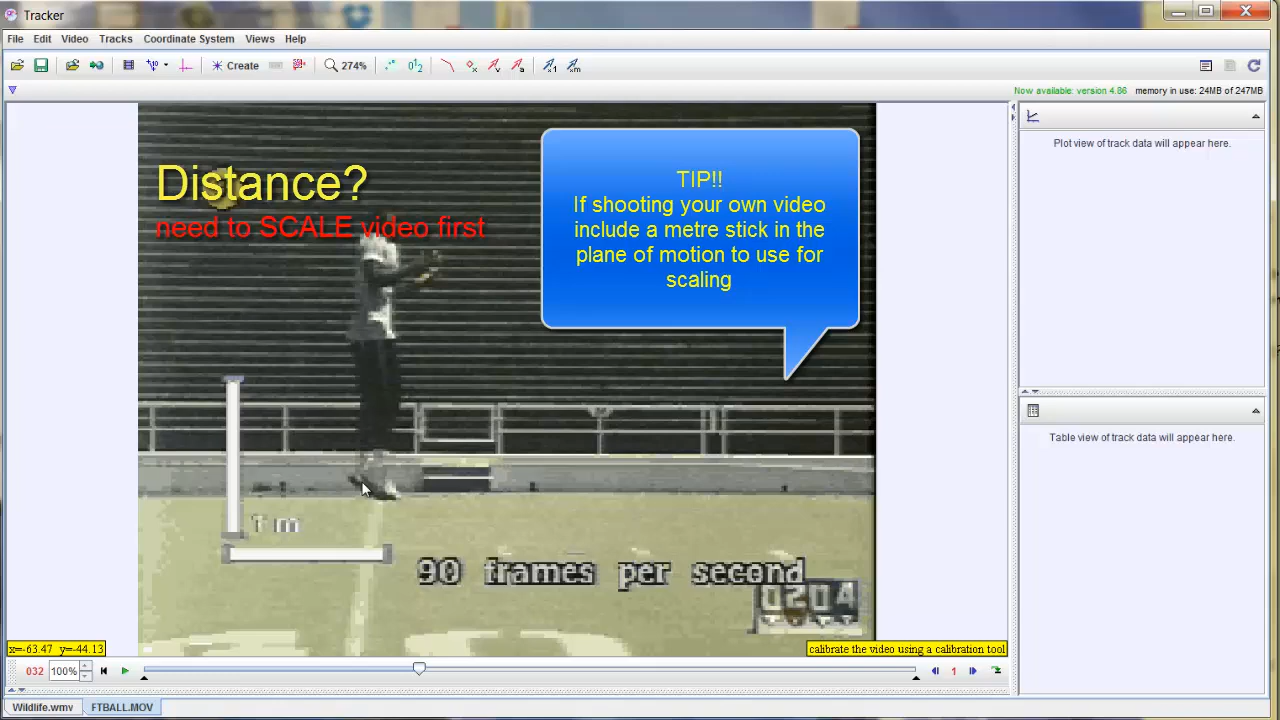 Tracker
File Edit Video Tracks Coordinate System Views Help
Create 274%
Now available: version 4.86 memory in use: 24MB of 247MB
Distance?
need to SCALE video first
TIP!!
If shooting your own video
include a metre stick in the
plane of motion to use for
scaling
Plot view of track data will appear here.
Table view of track data will appear here.
1 m
90 frames per second
0204
x=-63.47 y=-44.13
calibrate the video using a calibration tool
032 100% 1
Wildlife.wmv FTBALL.MOV